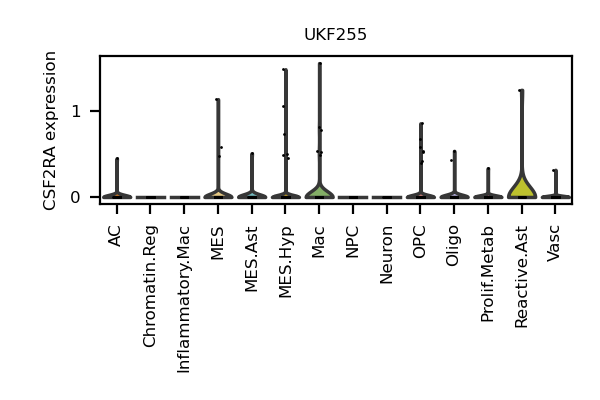 UKF255
CSF2RA expression
1
0
AC
Chromatin.Reg
Inflammatory.Mac
MES
MES.Ast
MES.Hyp
Mac
NPC
Neuron
OPC
Oligo
Prolif.Metab
Reactive.Ast
Vasc